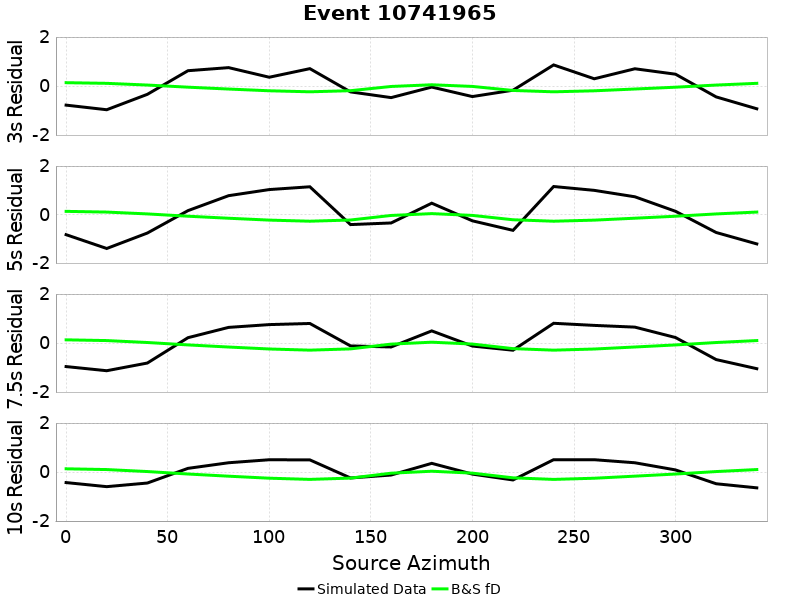 Event 10741965
3s Residual
2
0
-2
5s Residual
2
0
-2
7.5s Residual
2
0
-2
10s Residual
2
0
-2
0 50 100 150 200 250 300
Source Azimuth
Simulated Data B&S fD